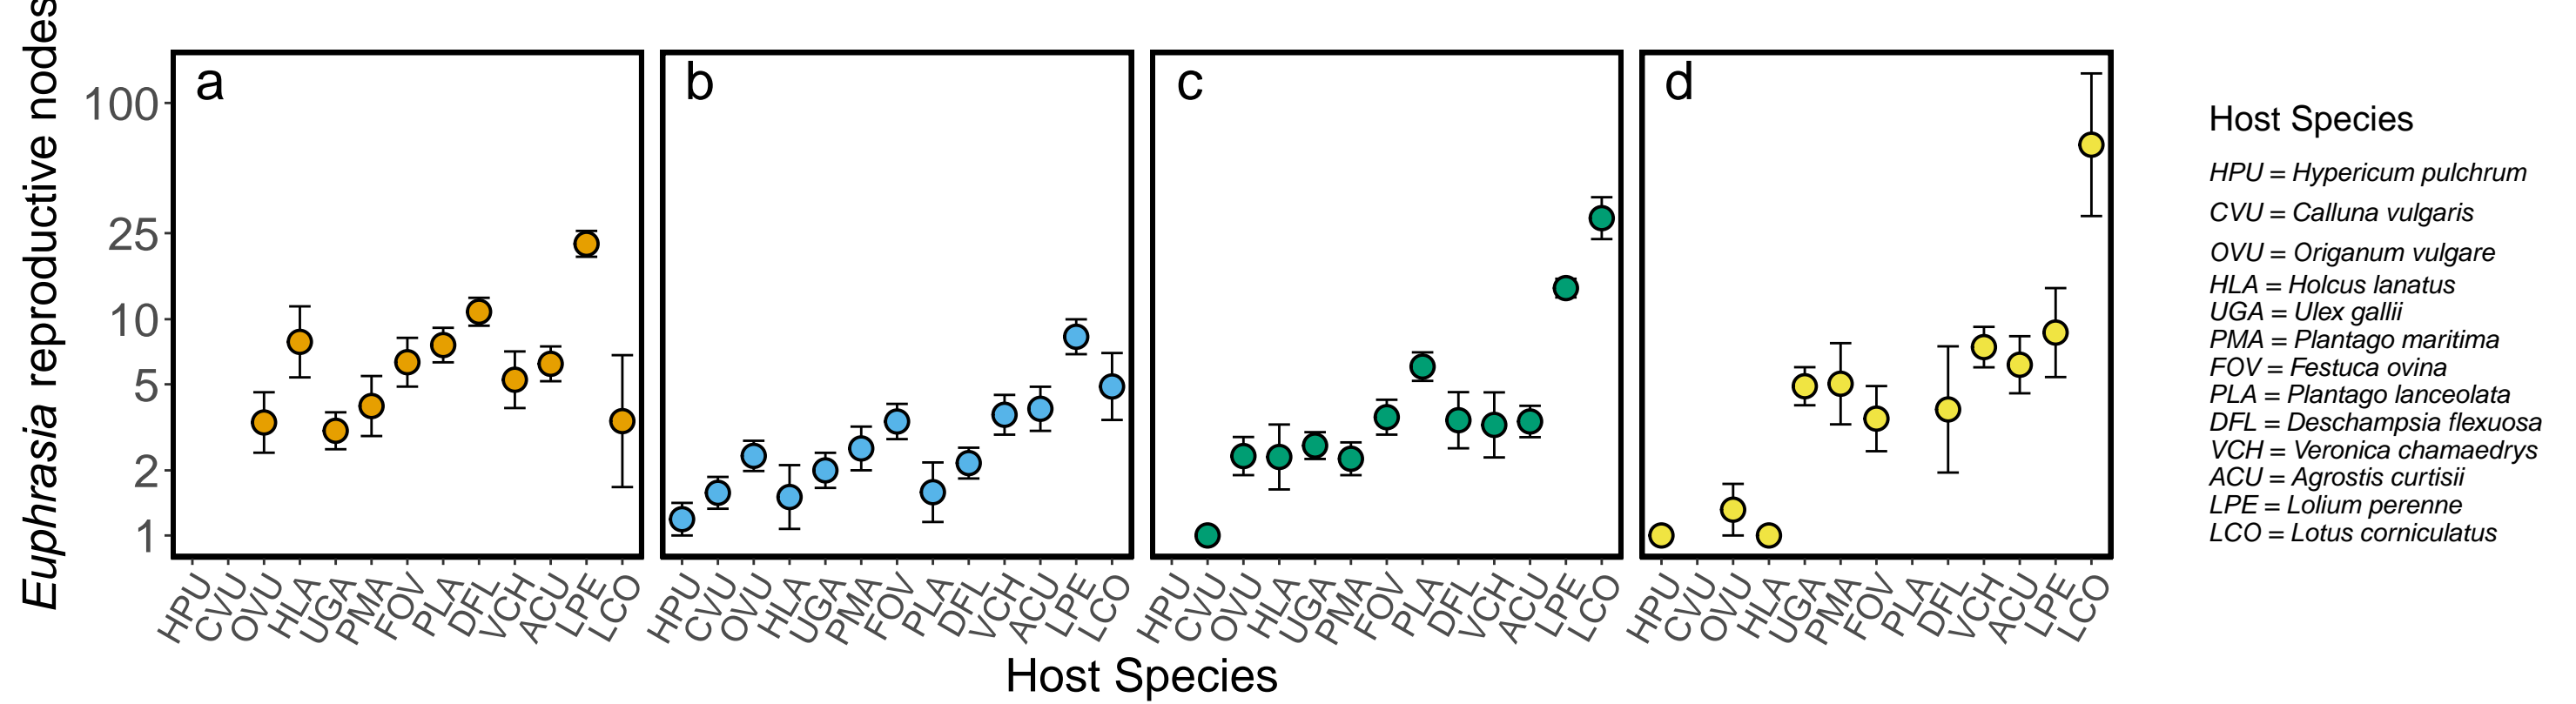 Euphrasia reproductive nodes
100
25
10
5
2
1
a
b
c
d
HPU CVU OVU HLA UGA PMA FOV PLA DFL VCH ACU LPE LCO
HPU CVU OVU HLA UGA PMA FOV PLA DFL VCH ACU LPE LCO
HPU CVU OVU HLA UGA PMA FOV PLA DFL VCH ACU LPE LCO
HPU CVU OVU HLA UGA PMA FOV PLA DFL VCH ACU LPE LCO
Host Species
Host Species
HPU = Hypericum pulchrum
CVU = Calluna vulgaris
OVU = Origanum vulgare
HLA = Holcus lanatus
UGA = Ulex gallii
PMA = Plantago maritima
FOV = Festuca ovina
PLA = Plantago lanceolata
DFL = Deschampsia flexuosa
VCH = Veronica chamaedrys
ACU = Agrostis curtisii
LPE = Lolium perenne
LCO = Lotus corniculatus